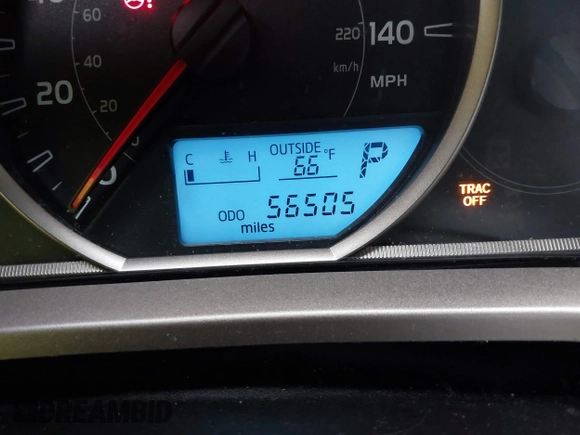 60
220
140
40
km/h
20
MPH
20
OUTSIDE
C H 66 °F P
ODO 56505
miles
TRAC
OFF
DREAMBID